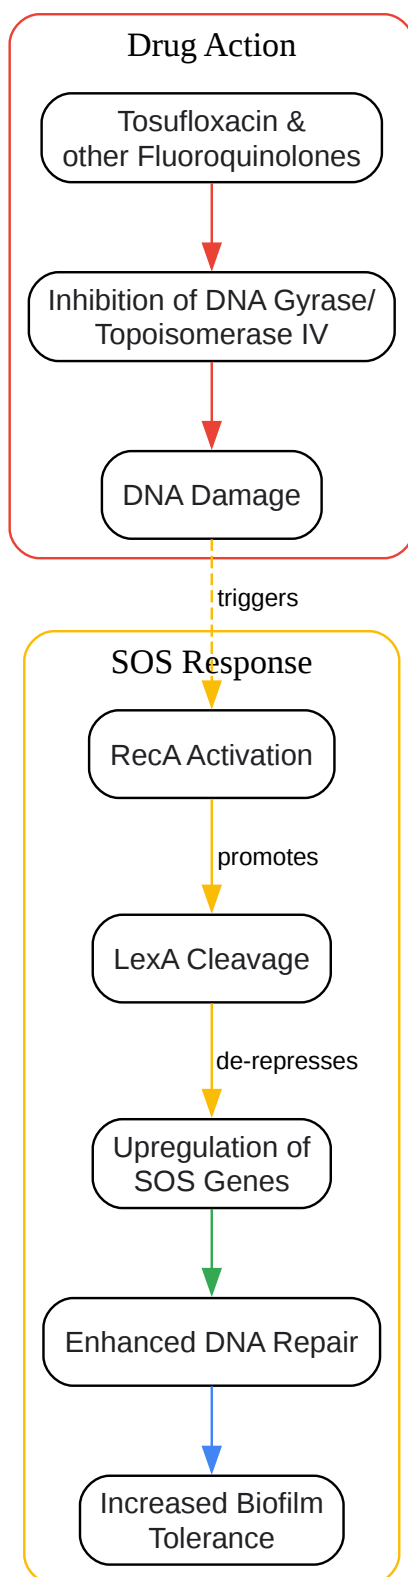 Drug Action
Tosufloxacin &
other Fluoroquinolones
Inhibition of DNA Gyrase/
Topoisomerase IV
DNA Damage
triggers
SOS Response
RecA Activation
promotes
LexA Cleavage
de-represses
Upregulation of
SOS Genes
Enhanced DNA Repair
Increased Biofilm
Tolerance